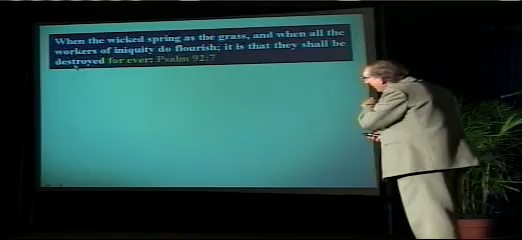 When the wicked spring as the grass, and when all the
workers of iniquity do flourish; it is that they shall be
destroyed for ever: Psalm 92:7